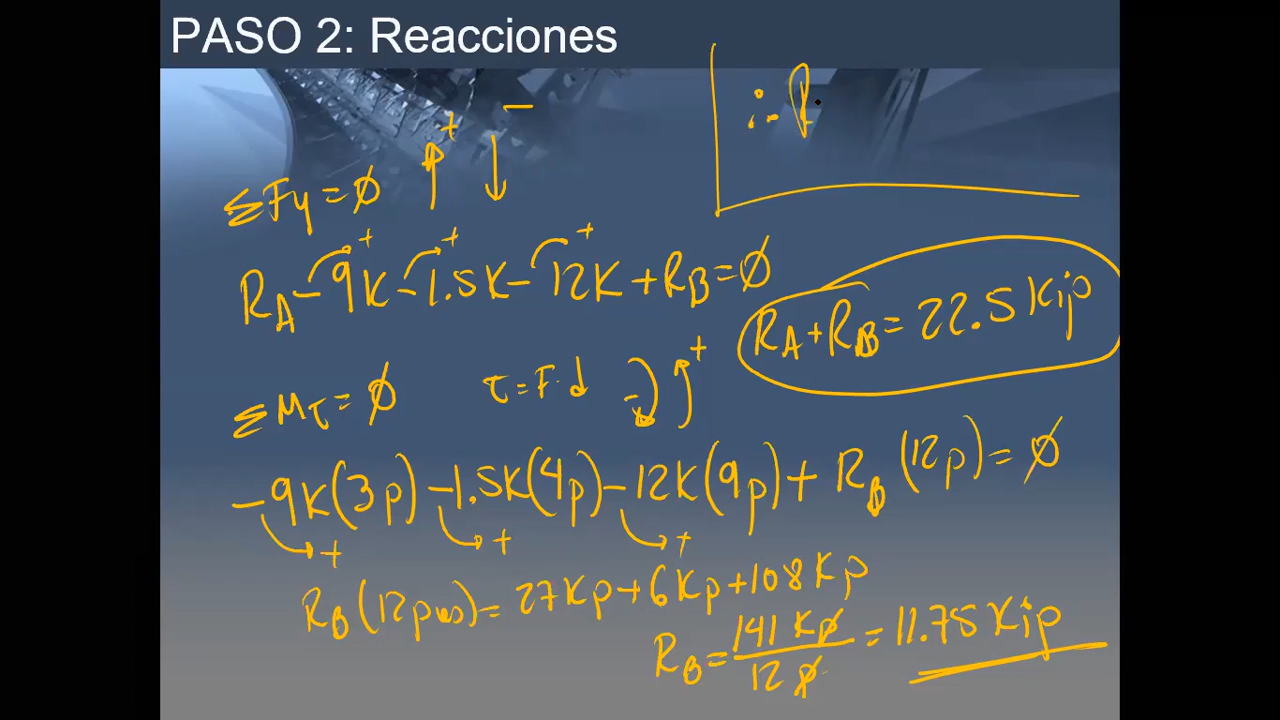 PASO 2: Reacciones
∴ R
+ −
ΣFy = ∅
+ + +
RA − 9K − 1.5K − 12K + RB = ∅
RA + RB = 22.5 Kip
ΣMτ = ∅ τ = F·d − +
−9K(3p) − 1.5K(4p) − 12K(9p) + RB(12p) = ∅
+ + +
RB(12pies) = 27Kp + 6Kp + 108Kp
RB = 141 Kp / 12 p = 11.75 Kip